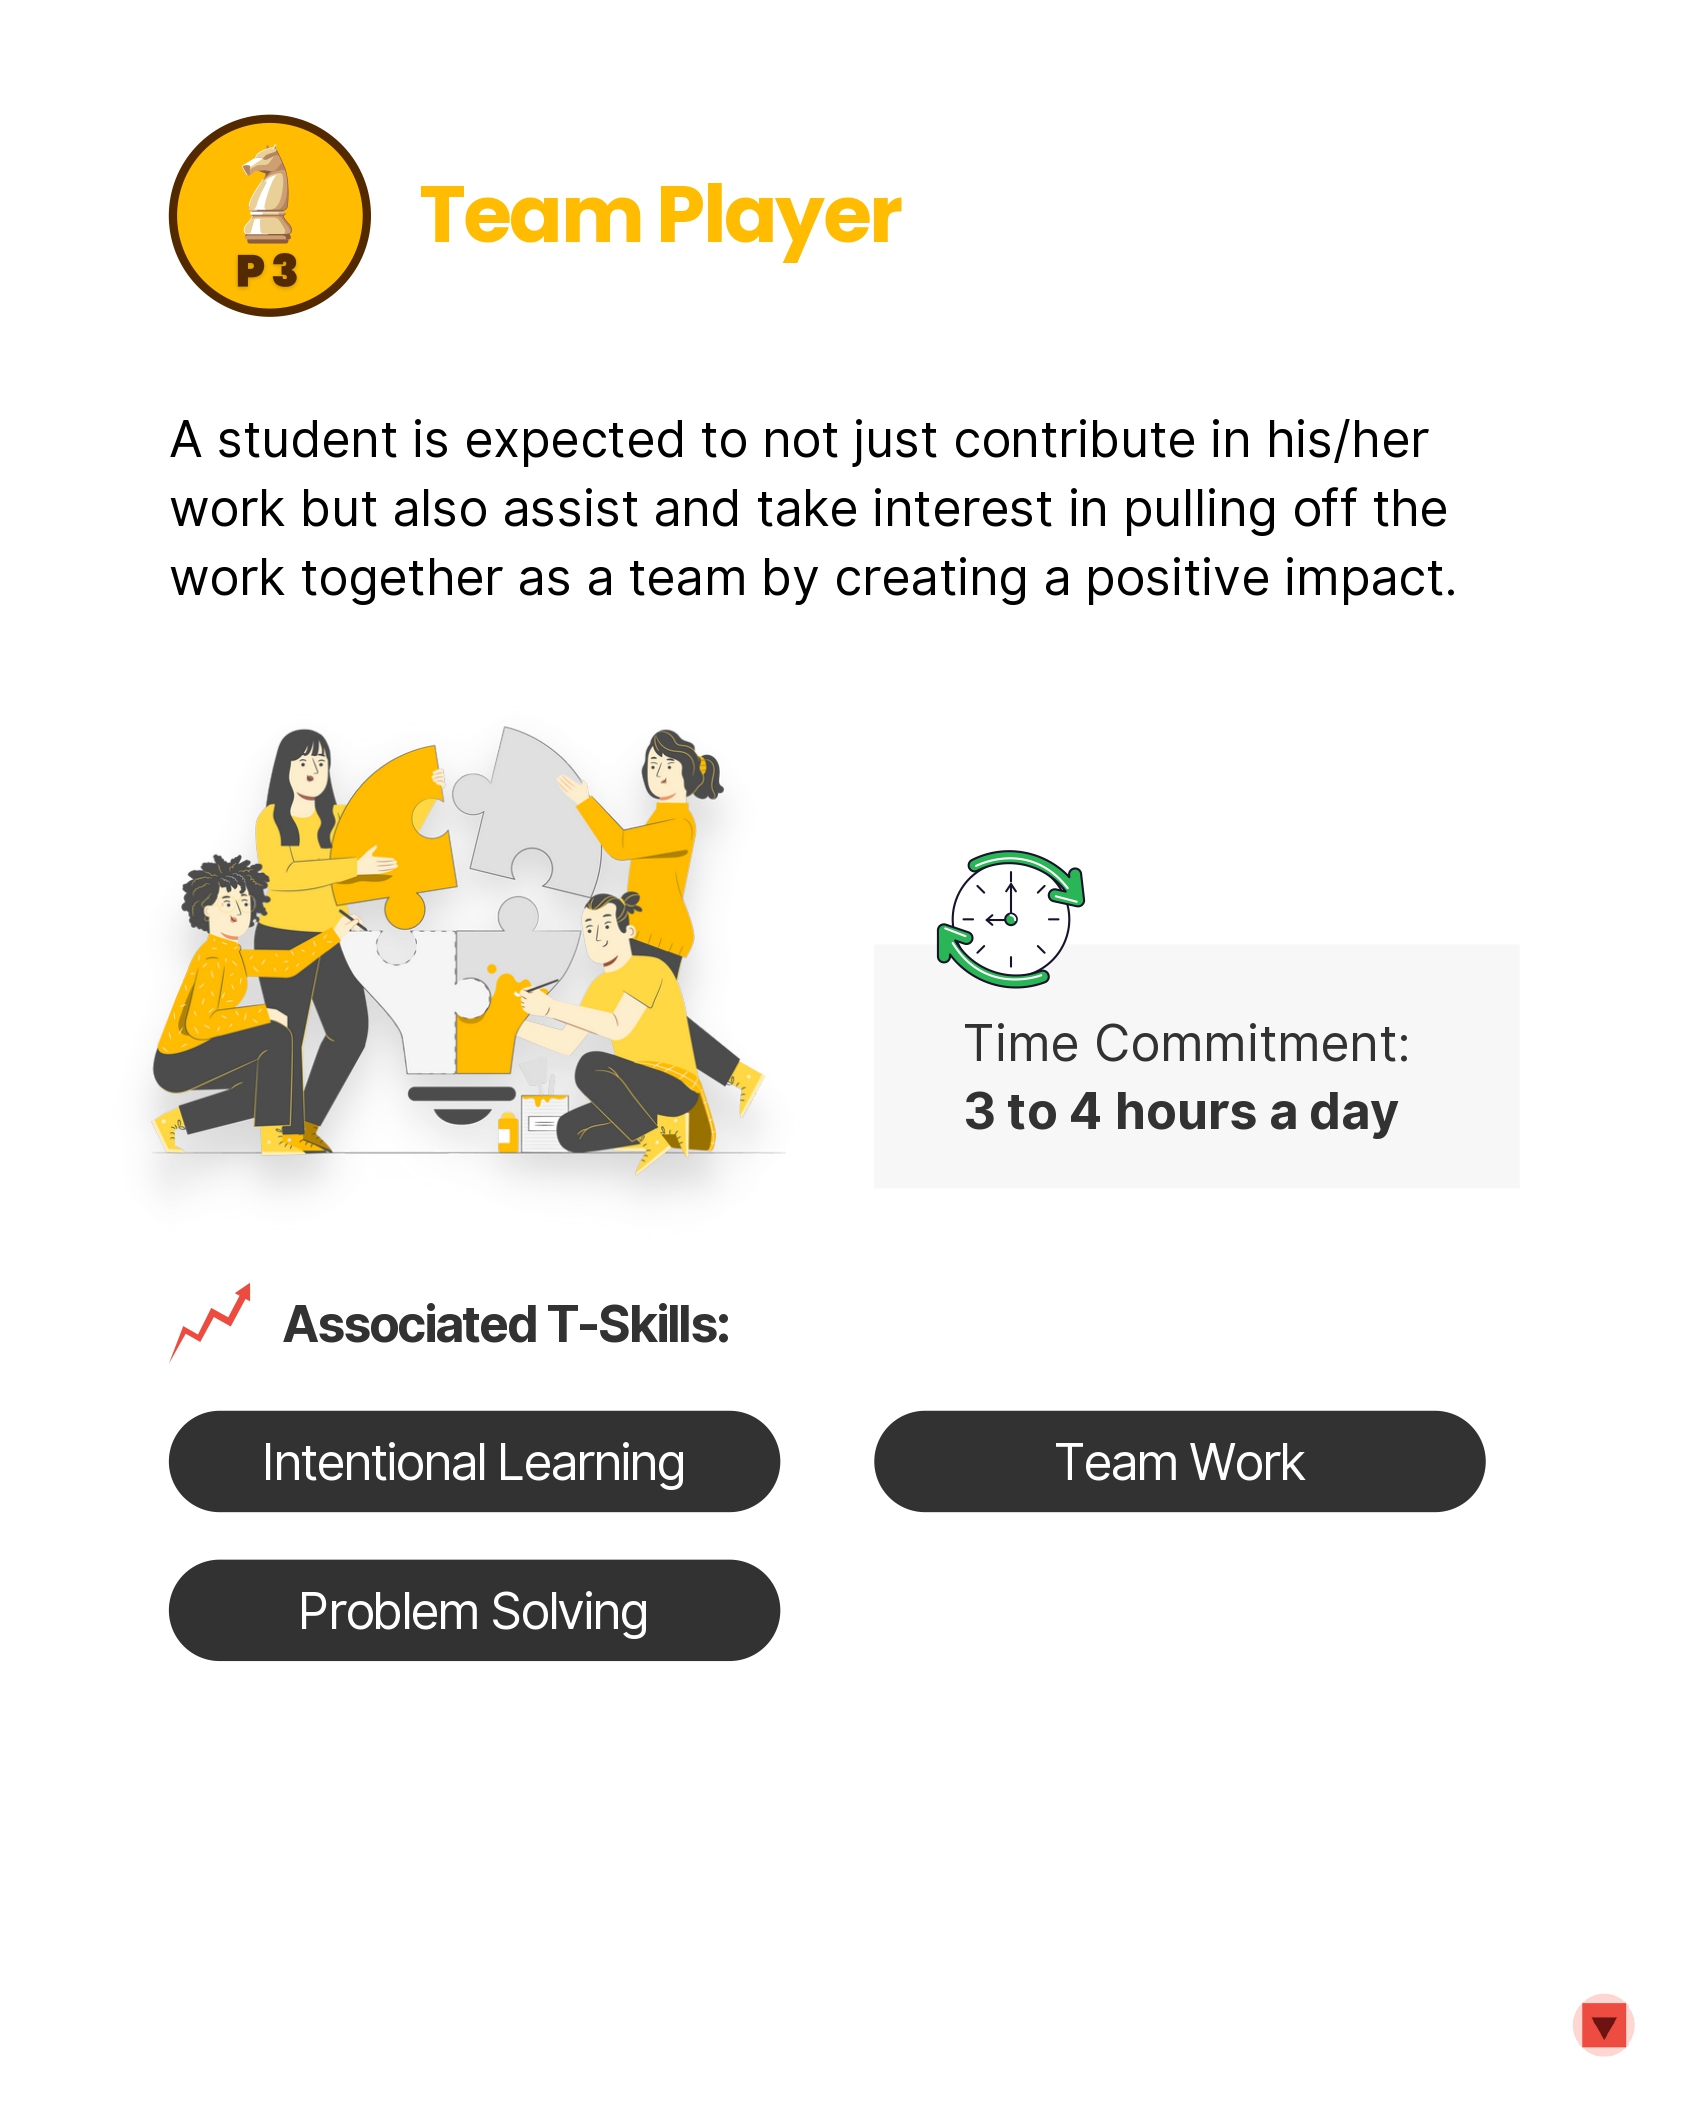 P3
Team Player
A student is expected to not just contribute in his/her
work but also assist and take interest in pulling off the
work together as a team by creating a positive impact.
Time Commitment:
3 to 4 hours a day
Associated T-Skills:
Intentional Learning
Team Work
Problem Solving